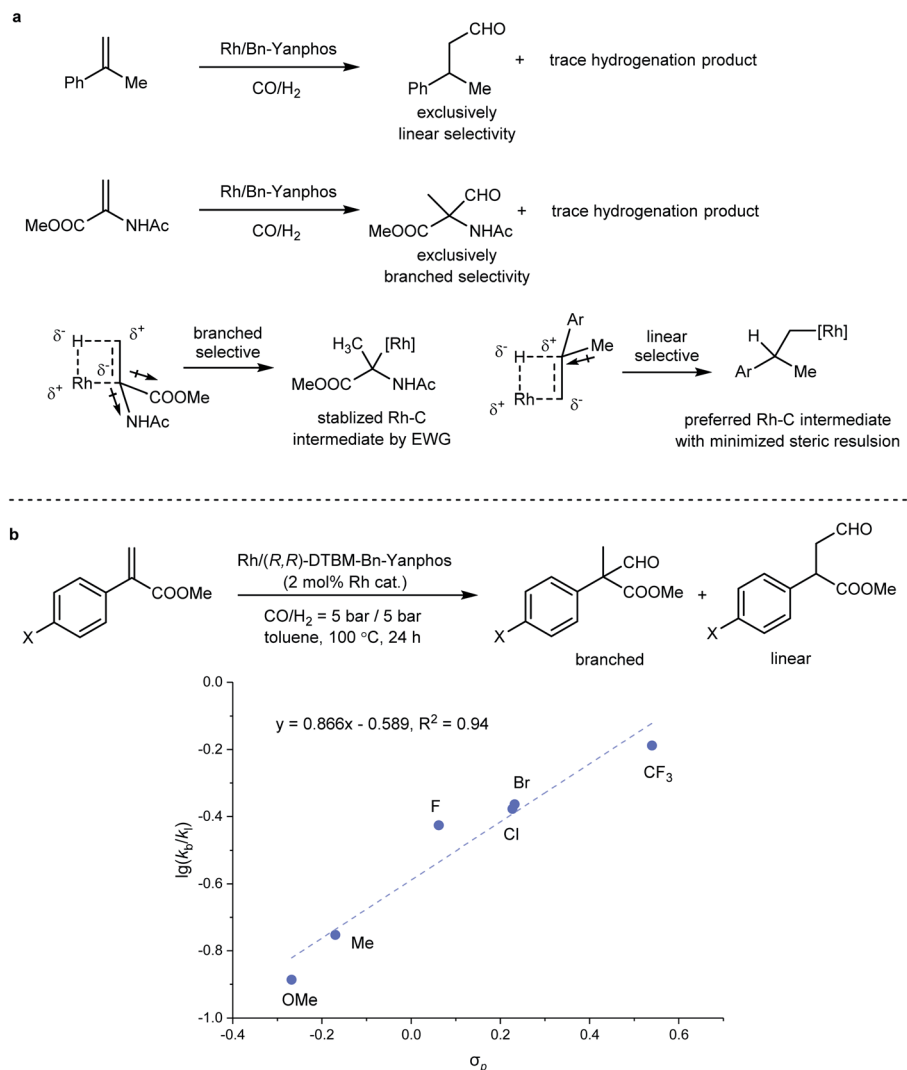 a
Ph
Me
Rh/Bn-Yanphos
CO/H₂
CHO
Ph
Me
exclusively
linear selectivity
+ trace hydrogenation product
MeOOC
NHAc
Rh/Bn-Yanphos
CO/H₂
CHO
MeOOC
NHAc
exclusively
branched selectivity
+ trace hydrogenation product
δ⁻ H δ⁺
δ⁻
δ⁺ Rh
COOMe
NHAc
branched
selective
H₃C [Rh]
MeOOC
NHAc
stablized Rh-C
intermediate by EWG
Ar
δ⁻ H δ⁺ Me
δ⁺ Rh δ⁻
linear
selective
H [Rh]
Ar Me
preferred Rh-C intermediate
with minimized steric resulsion
b
X
COOMe
Rh/(R,R)-DTBM-Bn-Yanphos
(2 mol% Rh cat.)
CO/H₂ = 5 bar / 5 bar
toluene, 100 °C, 24 h
CHO
COOMe
X
branched
+
CHO
COOMe
X
linear
y = 0.866x - 0.589, R² = 0.94
lg(k_b/k_l)
0.0
-0.2
-0.4
-0.6
-0.8
-1.0
OMe
Me
F
Br
Cl
CF₃
-0.4 -0.2 0.0 0.2 0.4 0.6
σₚ